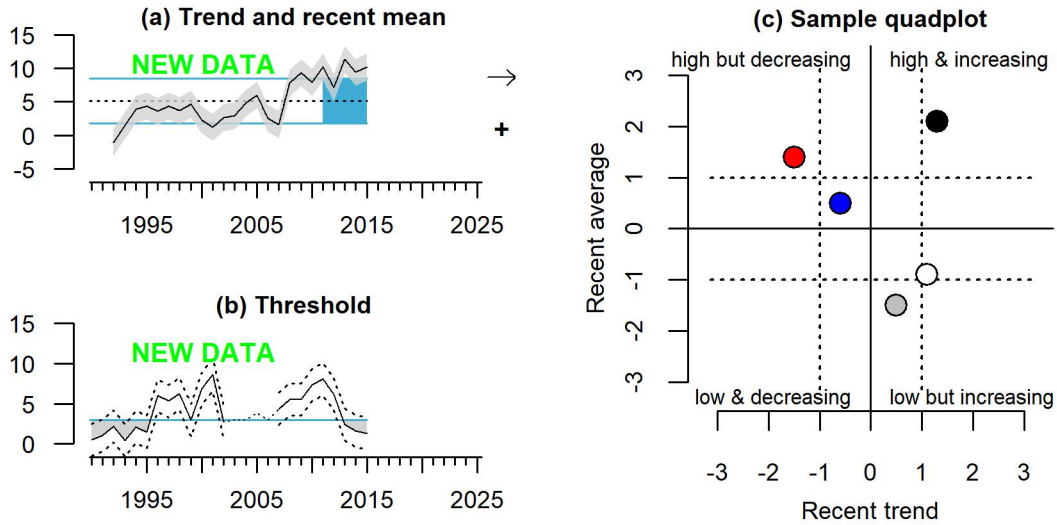 (a) Trend and recent mean
15
10
5
0
-5
NEW DATA
→
+
1995 2005 2015 2025
(b) Threshold
15
10
5
0
NEW DATA
1995 2005 2015 2025
(c) Sample quadplot
high but decreasing high & increasing
3
2
1
0
-1
-2
-3
Recent average
low & decreasing low but increasing
-3 -2 -1 0 1 2 3
Recent trend